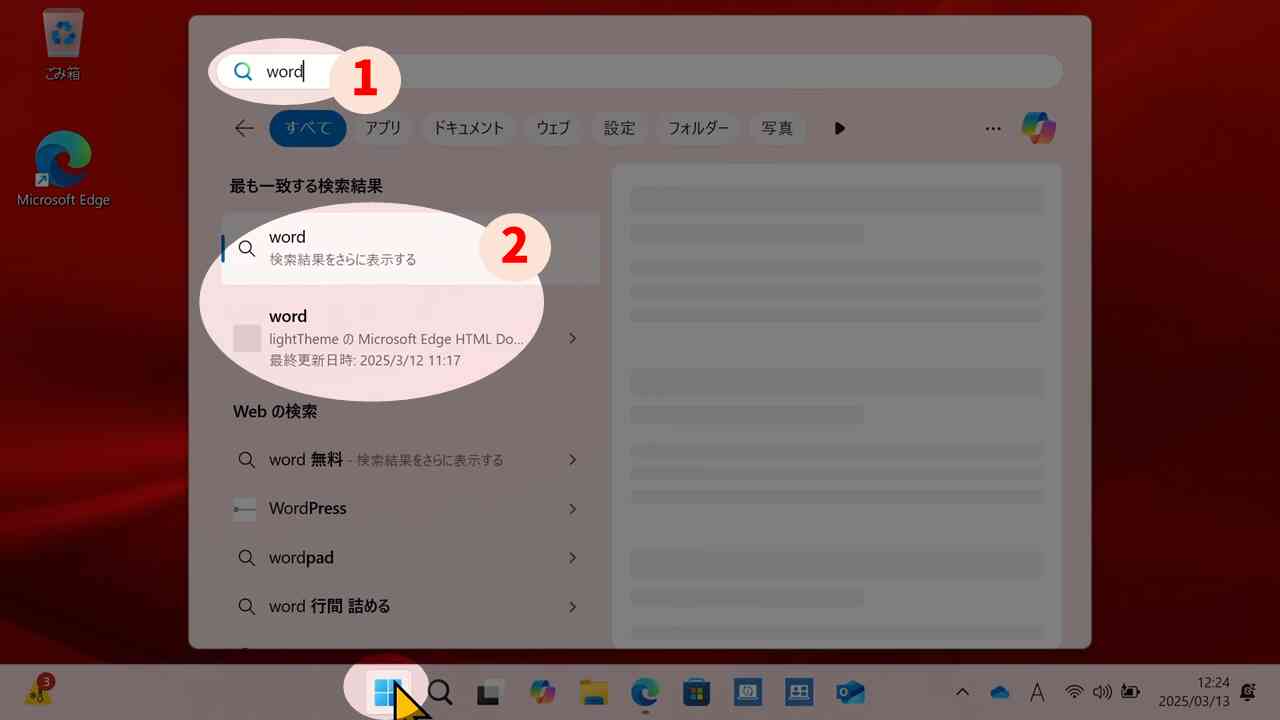 ごみ箱
Microsoft Edge
word
1
すべて アプリ ドキュメント ウェブ 設定 フォルダー 写真
最も一致する検索結果
word
検索結果をさらに表示する
2
word
lightTheme の Microsoft Edge HTML Do...
最終更新日時: 2025/3/12 11:17
Web の検索
word 無料 - 検索結果をさらに表示する
WordPress
wordpad
word 行間 詰める
3
A
12:24
2025/03/13